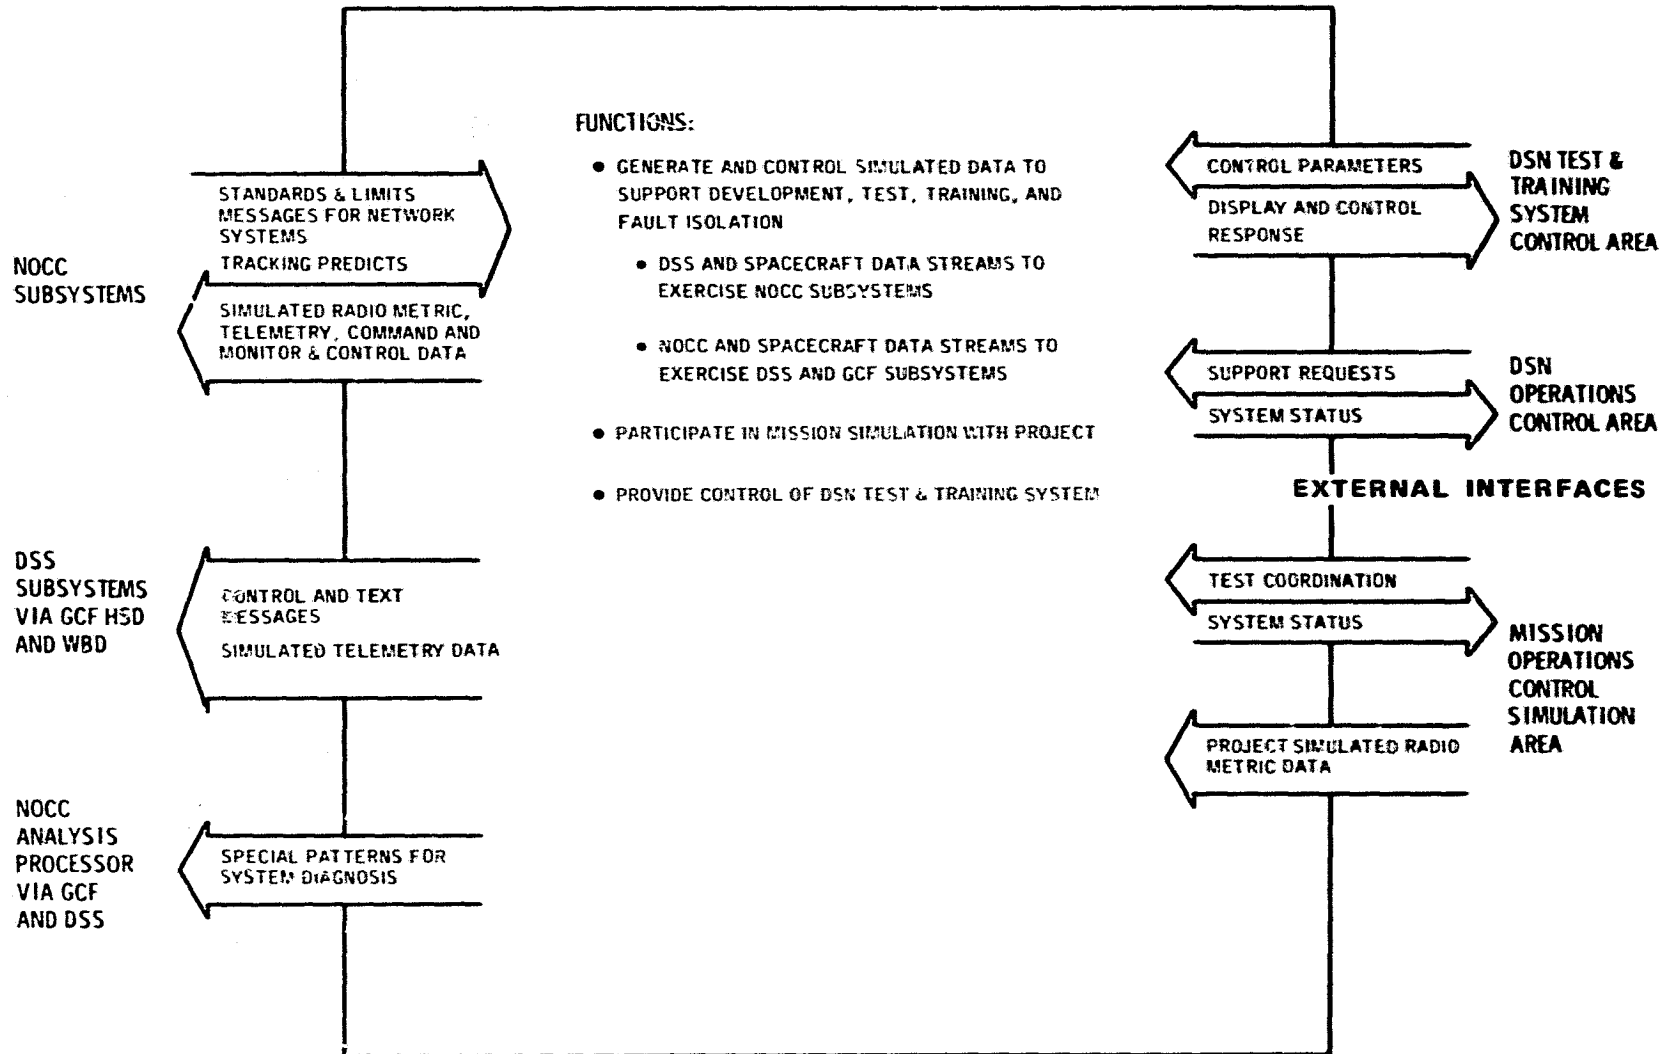 NOCC
SUBSYSTEMS
STANDARDS & LIMITS
MESSAGES FOR NETWORK
SYSTEMS
TRACKING PREDICTS
SIMULATED RADIO METRIC,
TELEMETRY, COMMAND AND
MONITOR & CONTROL DATA
DSS
SUBSYSTEMS
VIA GCF HSD
AND WBD
CONTROL AND TEXT
MESSAGES
SIMULATED TELEMETRY DATA
NOCC
ANALYSIS
PROCESSOR
VIA GCF
AND DSS
SPECIAL PATTERNS FOR
SYSTEM DIAGNOSIS
FUNCTIONS:
• GENERATE AND CONTROL SIMULATED DATA TO
SUPPORT DEVELOPMENT, TEST, TRAINING, AND
FAULT ISOLATION
• DSS AND SPACECRAFT DATA STREAMS TO
EXERCISE NOCC SUBSYSTEMS
• NOCC AND SPACECRAFT DATA STREAMS TO
EXERCISE DSS AND GCF SUBSYSTEMS
• PARTICIPATE IN MISSION SIMULATION WITH PROJECT
• PROVIDE CONTROL OF DSN TEST & TRAINING SYSTEM
CONTROL PARAMETERS
DISPLAY AND CONTROL
RESPONSE
DSN TEST &
TRAINING
SYSTEM
CONTROL AREA
SUPPORT REQUESTS
SYSTEM STATUS
DSN
OPERATIONS
CONTROL AREA
EXTERNAL INTERFACES
TEST COORDINATION
SYSTEM STATUS
PROJECT SIMULATED RADIO
METRIC DATA
MISSION
OPERATIONS
CONTROL
SIMULATION
AREA